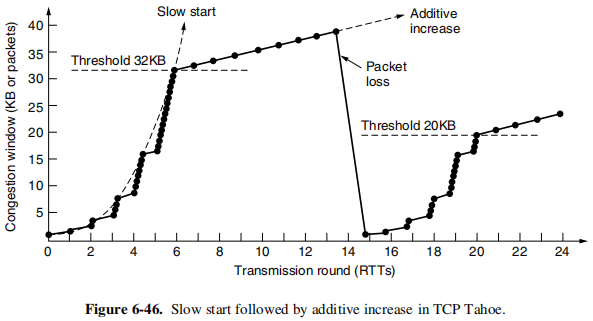 Slow start
Additive
increase
Threshold 32KB
Packet
loss
Threshold 20KB
Congestion window (KB or packets)
40
35
30
25
20
15
10
5
0 2 4 6 8 10 12 14 16 18 20 22 24
Transmission round (RTTs)
Figure 6-46. Slow start followed by additive increase in TCP Tahoe.